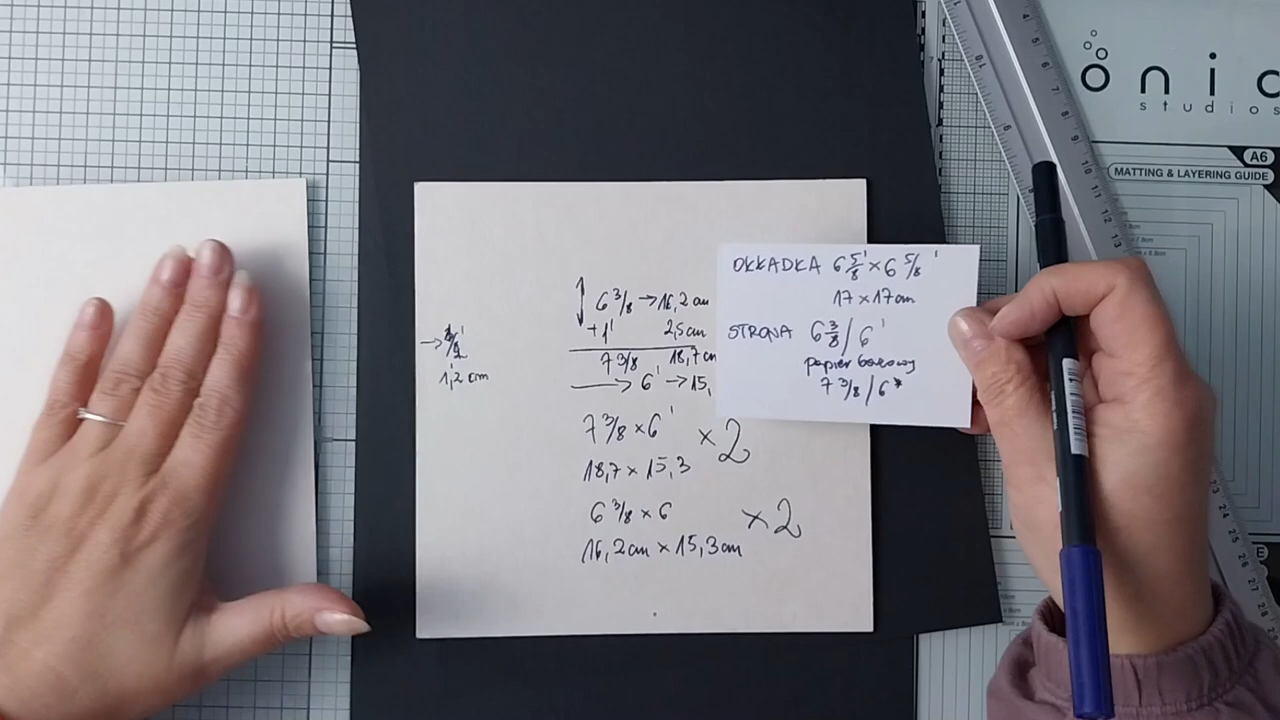 6 3/8 → 16,2 cm
+ 1' 2,5 cm
7 3/8 18,7 cm
→ 6' → 15,
7 3/8 × 6' × 2
18,7 × 15,3
6 3/8 × 6 × 2
16,2 cm × 15,3 cm
1,2 cm
OKŁADKA 6 5/8' × 6 5/8'
17 × 17 cm
STRONA 6 3/8 / 6'
papier bazowy
7 3/8 / 6*
ōnic
studios
A6
MATTING & LAYERING GUIDE